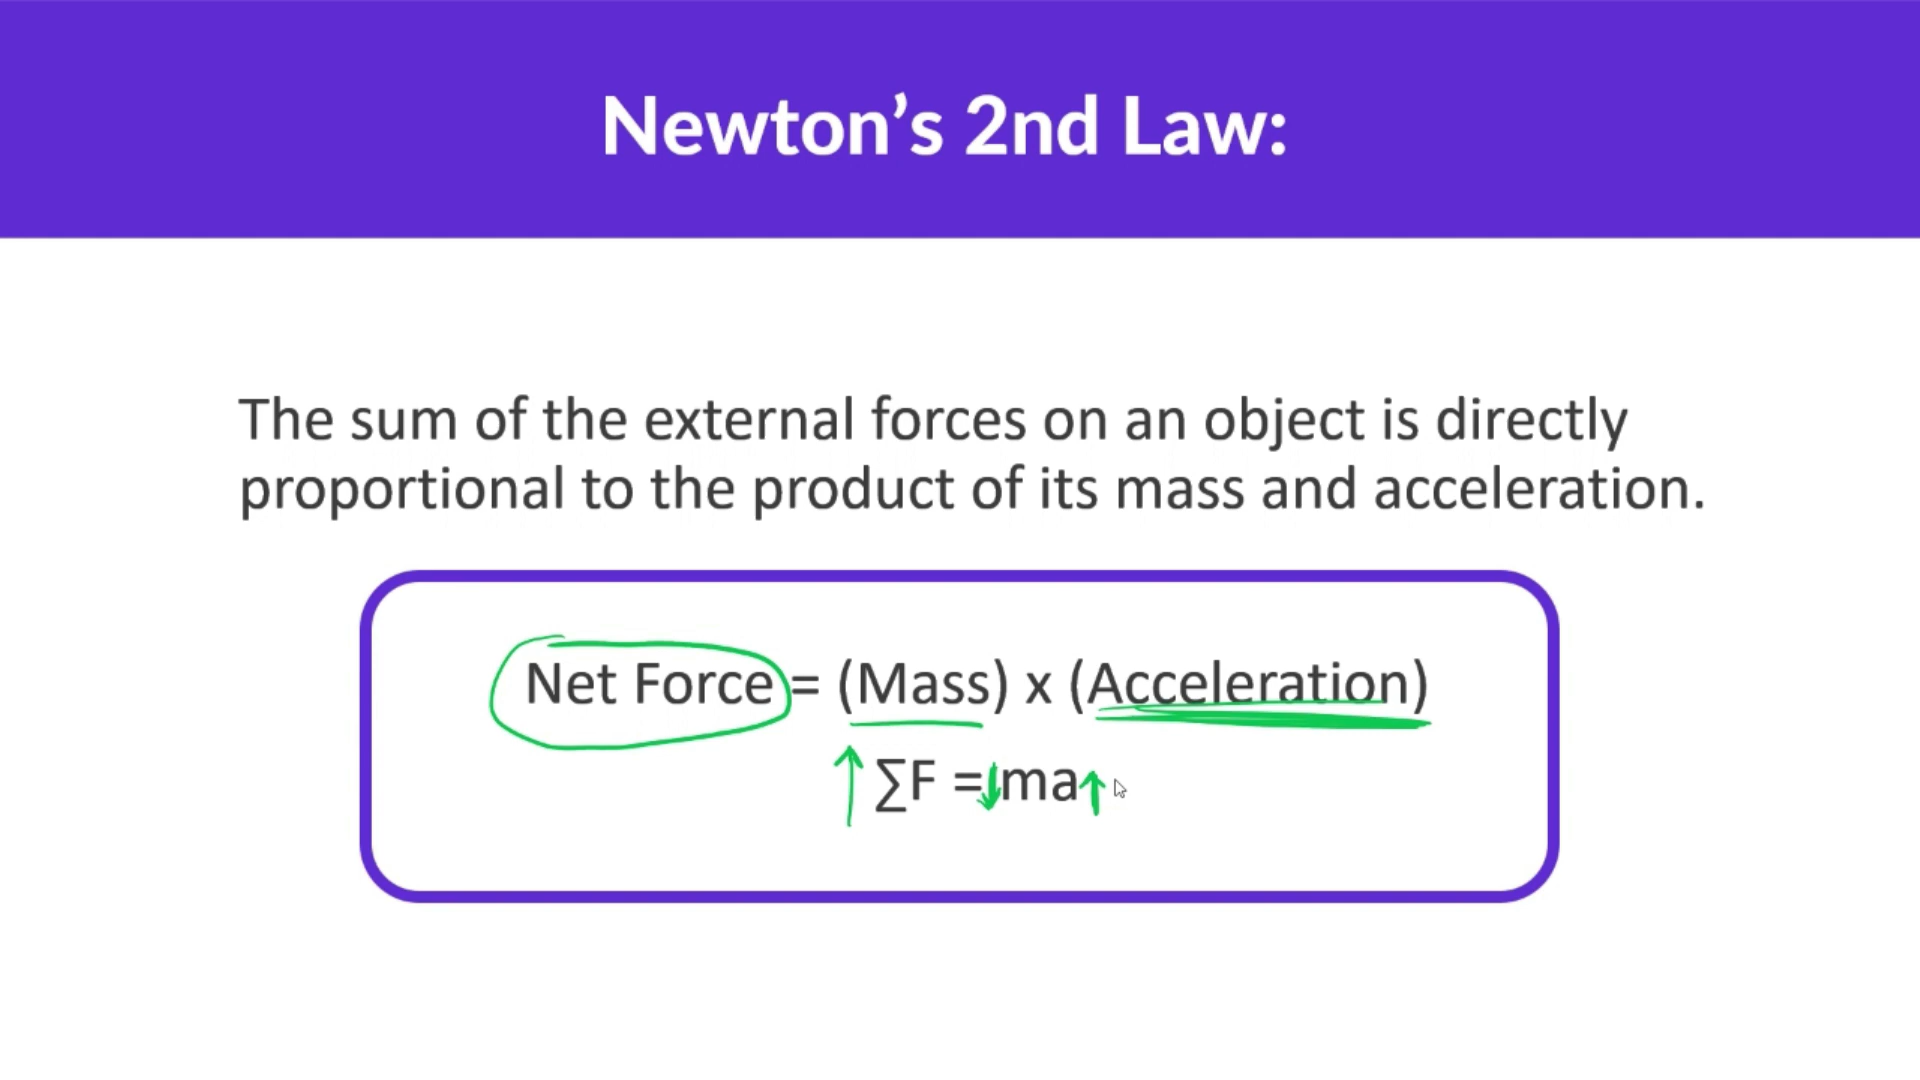 Newton’s 2nd Law:
The sum of the external forces on an object is directly
proportional to the product of its mass and acceleration.
Net Force = (Mass) x (Acceleration)
↑ ∑F = ↓ma↑